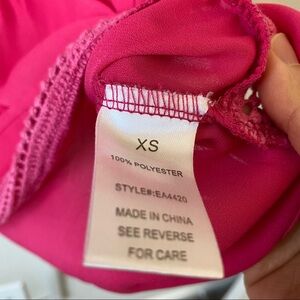 XS
100% POLYESTER
STYLE#:EA4420
MADE IN CHINA
SEE REVERSE
FOR CARE